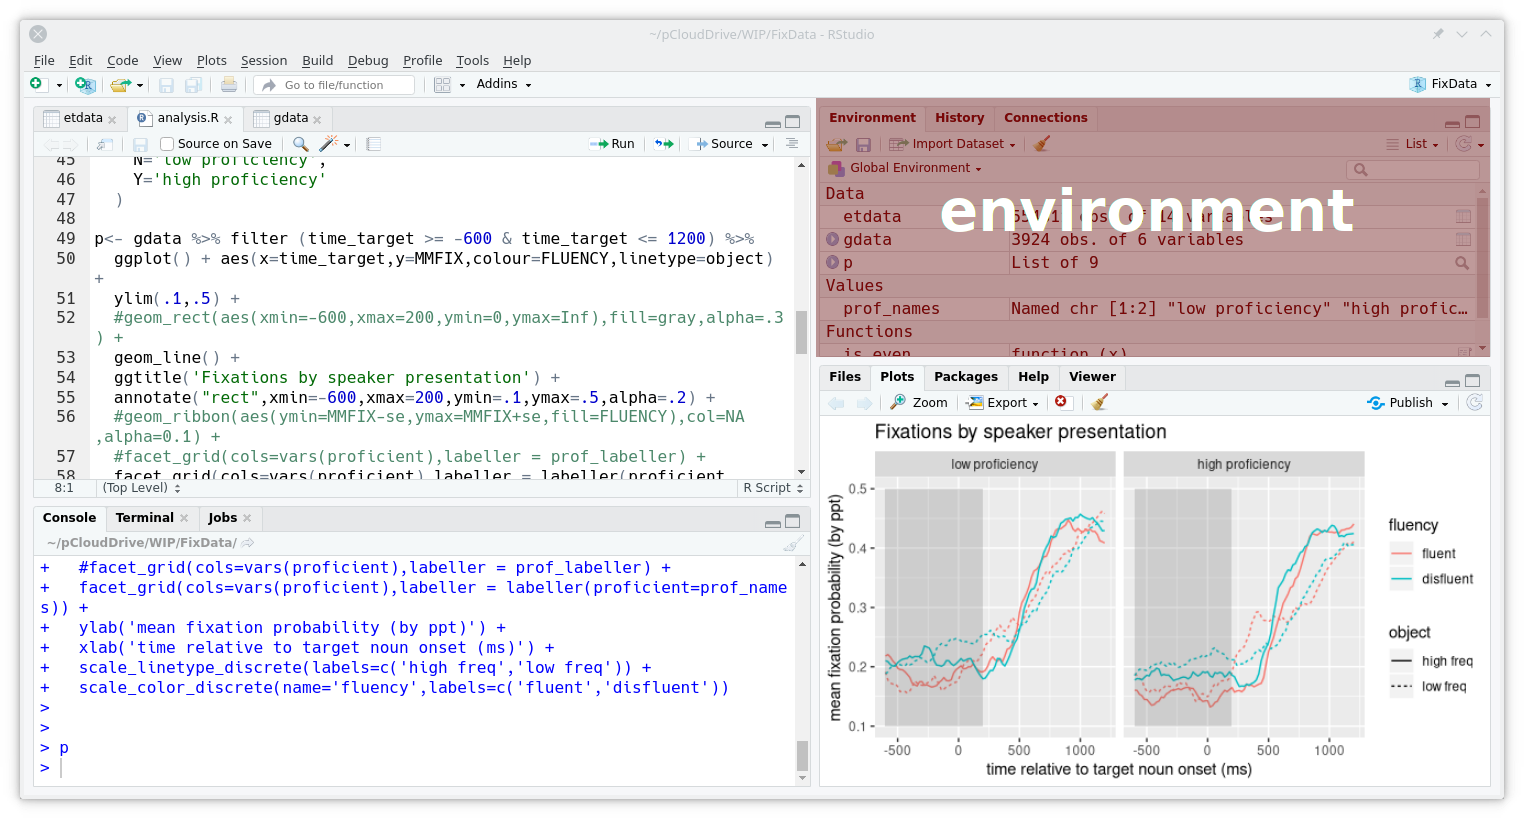 ~/pCloudDrive/WIP/FixData - RStudio
File Edit Code View Plots Session Build Debug Profile Tools Help
Go to file/function Addins FixData
etdata analysis.R gdata
Source on Save Run Source
45 N='low proficiency',
46 Y='high proficiency'
47 )
48
49 p<- gdata %>% filter (time_target >= -600 & time_target <= 1200) %>%
50 ggplot() + aes(x=time_target,y=MMFIX,colour=FLUENCY,linetype=object)
+
51 ylim(.1,.5) +
52 #geom_rect(aes(xmin=-600,xmax=200,ymin=0,ymax=Inf),fill=gray,alpha=.3
) +
53 geom_line() +
54 ggtitle('Fixations by speaker presentation') +
55 annotate("rect",xmin=-600,xmax=200,ymin=.1,ymax=.5,alpha=.2) +
56 #geom_ribbon(aes(ymin=MMFIX-se,ymax=MMFIX+se,fill=FLUENCY),col=NA
,alpha=0.1) +
57 #facet_grid(cols=vars(proficient),labeller = prof_labeller) +
58 facet_grid(cols=vars(proficient),labeller = labeller(proficient
8:1 (Top Level) R Script
Console Terminal Jobs
~/pCloudDrive/WIP/FixData/
+ #facet_grid(cols=vars(proficient),labeller = prof_labeller) +
+ facet_grid(cols=vars(proficient),labeller = labeller(proficient=prof_name
s)) +
+ ylab('mean fixation probability (by ppt)') +
+ xlab('time relative to target noun onset (ms)') +
+ scale_linetype_discrete(labels=c('high freq','low freq')) +
+ scale_color_discrete(name='fluency',labels=c('fluent','disfluent'))
>
>
> p
>
Environment History Connections
Import Dataset List
Global Environment
environment
Data
etdata obs. of 14 variables
gdata 3924 obs. of 6 variables
p List of 9
Values
prof_names Named chr [1:2] "low proficiency" "high profic…
Functions
is.even function (x)
Files Plots Packages Help Viewer
Zoom Export Publish
Fixations by speaker presentation
low proficiency high proficiency
mean fixation probability (by ppt)
0.5
0.4
0.3
0.2
0.1
-500 0 500 1000 -500 0 500 1000
time relative to target noun onset (ms)
fluency
fluent
disfluent
object
high freq
low freq